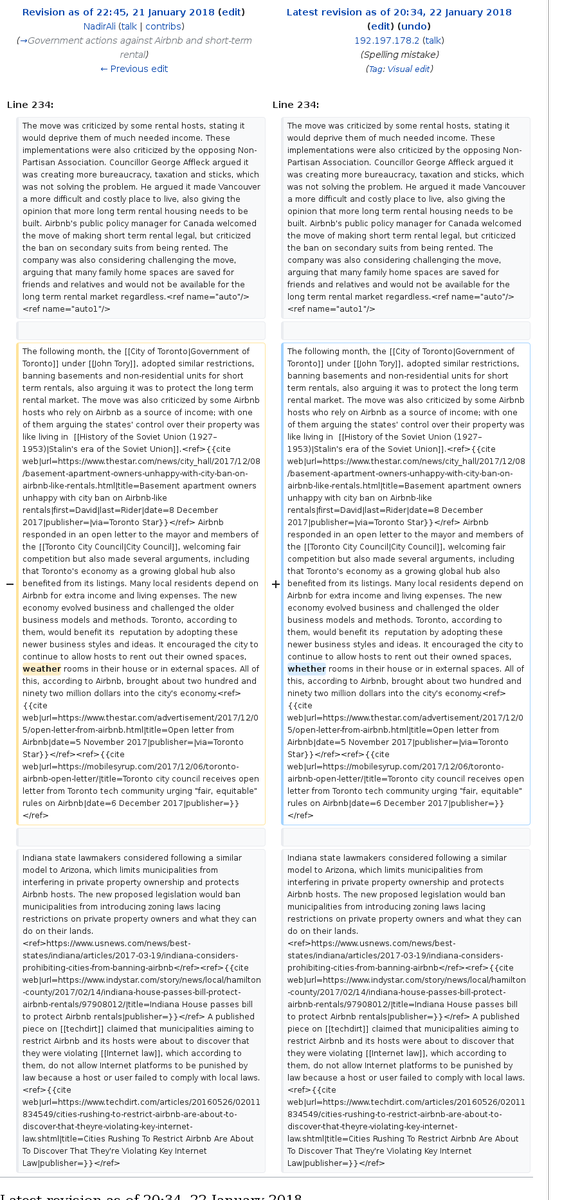 Revision as of 22:45, 21 January 2018 (edit)
NadirAli (talk | contribs)
(→Government actions against Airbnb and short-term
rental)
← Previous edit
Latest revision as of 20:34, 22 January 2018
(edit) (undo)
192.197.178.2 (talk)
(Spelling mistake)
(Tag: Visual edit)
Line 234:
Line 234:
The move was criticized by some rental hosts, stating it
would deprive them of much needed income. These
implementations were also criticized by the opposing Non-
Partisan Association. Councillor George Affleck argued it
was creating more bureaucracy, taxation and sticks, which
was not solving the problem. He argued it made Vancouver
a more difficult and costly place to live, also giving the
opinion that more long term rental housing needs to be
built. Airbnb's public policy manager for Canada welcomed
the move of making short term rental legal, but criticized
the ban on secondary suits from being rented. The
company was also considering challenging the move,
arguing that many family home spaces are saved for
friends and relatives and would not be available for the
long term rental market regardless.<ref name="auto"/>
<ref name="auto1"/>
The move was criticized by some rental hosts, stating it
would deprive them of much needed income. These
implementations were also criticized by the opposing Non-
Partisan Association. Councillor George Affleck argued it
was creating more bureaucracy, taxation and sticks, which
was not solving the problem. He argued it made Vancouver
a more difficult and costly place to live, also giving the
opinion that more long term rental housing needs to be
built. Airbnb's public policy manager for Canada welcomed
the move of making short term rental legal, but criticized
the ban on secondary suits from being rented. The
company was also considering challenging the move,
arguing that many family home spaces are saved for
friends and relatives and would not be available for the
long term rental market regardless.<ref name="auto"/>
<ref name="auto1"/>
−
The following month, the [[City of Toronto|Government of
Toronto]] under [[John Tory]], adopted similar restrictions,
banning basements and non-residential units for short
term rentals, also arguing it was to protect the long term
rental market. The move was also criticized by some Airbnb
hosts who rely on Airbnb as a source of income; with one
of them arguing the states' control over their property was
like living in  [[History of the Soviet Union (1927–
1953)|Stalin's era of the Soviet Union]].<ref>{{cite
web|url=https://www.thestar.com/news/city_hall/2017/12/08
/basement-apartment-owners-unhappy-with-city-ban-on-
airbnb-like-rentals.html|title=Basement apartment owners
unhappy with city ban on Airbnb-like
rentals|first=David|last=Rider|date=8 December
2017|publisher=|via=Toronto Star}}</ref> Airbnb
responded in an open letter to the mayor and members of
the [[Toronto City Council|City Council]], welcoming fair
competition but also made several arguments, including
that Toronto's economy as a growing global hub also
benefited from its listings. Many local residents depend on
Airbnb for extra income and living expenses. The new
economy evolved business and challenged the older
business models and methods. Toronto, according to
them, would benefit its  reputation by adopting these
newer business styles and ideas. It encouraged the city to
continue to allow hosts to rent out their owned spaces,
weather rooms in their house or in external spaces. All of
this, according to Airbnb, brought about two hundred and
ninety two million dollars into the city's economy<ref>
{{cite
web|url=https://www.thestar.com/advertisement/2017/12/0
5/open-letter-from-airbnb.html|title=Open letter from
Airbnb|date=5 November 2017|publisher=|via=Toronto
Star}}</ref><ref>{{cite
web|url=https://mobilesyrup.com/2017/12/06/toronto-
airbnb-open-letter/|title=Toronto city council receives open
letter from Toronto tech community urging "fair, equitable"
rules on Airbnb|date=6 December 2017|publisher=}}
</ref>
+
The following month, the [[City of Toronto|Government of
Toronto]] under [[John Tory]], adopted similar restrictions,
banning basements and non-residential units for short
term rentals, also arguing it was to protect the long term
rental market. The move was also criticized by some Airbnb
hosts who rely on Airbnb as a source of income; with one
of them arguing the states' control over their property was
like living in  [[History of the Soviet Union (1927–
1953)|Stalin's era of the Soviet Union]].<ref>{{cite
web|url=https://www.thestar.com/news/city_hall/2017/12/08
/basement-apartment-owners-unhappy-with-city-ban-on-
airbnb-like-rentals.html|title=Basement apartment owners
unhappy with city ban on Airbnb-like
rentals|first=David|last=Rider|date=8 December
2017|publisher=|via=Toronto Star}}</ref> Airbnb
responded in an open letter to the mayor and members of
the [[Toronto City Council|City Council]], welcoming fair
competition but also made several arguments, including
that Toronto's economy as a growing global hub also
benefited from its listings. Many local residents depend on
Airbnb for extra income and living expenses. The new
economy evolved business and challenged the older
business models and methods. Toronto, according to
them, would benefit its  reputation by adopting these
newer business styles and ideas. It encouraged the city to
continue to allow hosts to rent out their owned spaces,
whether rooms in their house or in external spaces. All of
this, according to Airbnb, brought about two hundred and
ninety two million dollars into the city's economy<ref>
{{cite
web|url=https://www.thestar.com/advertisement/2017/12/0
5/open-letter-from-airbnb.html|title=Open letter from
Airbnb|date=5 November 2017|publisher=|via=Toronto
Star}}</ref><ref>{{cite
web|url=https://mobilesyrup.com/2017/12/06/toronto-
airbnb-open-letter/|title=Toronto city council receives open
letter from Toronto tech community urging "fair, equitable"
rules on Airbnb|date=6 December 2017|publisher=}}
</ref>
Indiana state lawmakers considered following a similar
model to Arizona, which limits municipalities from
interfering in private property ownership and protects
Airbnb hosts. The new proposed legislation would ban
municipalities from introducing zoning laws lacing
restrictions on private property owners and what they can
do on their lands.
<ref>https://www.usnews.com/news/best-
states/indiana/articles/2017-03-19/indiana-considers-
prohibiting-cities-from-banning-airbnb</ref><ref>{{cite
web|url=https://www.indystar.com/story/news/local/hamilton
-county/2017/02/14/indiana-house-passes-bill-protect-
airbnb-rentals/97908012/|title=Indiana House passes bill
to protect Airbnb rentals|publisher=}}</ref> A published
piece on [[techdirt]] claimed that municipalities aiming to
restrict Airbnb and its hosts were about to discover that
they were violating [[Internet law]], which according to
them, do not allow Internet platforms to be punished by
law because a host or user failed to comply with local laws.
<ref>{{cite
web|url=https://www.techdirt.com/articles/20160526/02011
834549/cities-rushing-to-restrict-airbnb-are-about-to-
discover-that-theyre-violating-key-internet-
law.shtml|title=Cities Rushing To Restrict Airbnb Are About
To Discover That They're Violating Key Internet
Law|publisher=}}</ref>
Indiana state lawmakers considered following a similar
model to Arizona, which limits municipalities from
interfering in private property ownership and protects
Airbnb hosts. The new proposed legislation would ban
municipalities from introducing zoning laws lacing
restrictions on private property owners and what they can
do on their lands.
<ref>https://www.usnews.com/news/best-
states/indiana/articles/2017-03-19/indiana-considers-
prohibiting-cities-from-banning-airbnb</ref><ref>{{cite
web|url=https://www.indystar.com/story/news/local/hamilton
-county/2017/02/14/indiana-house-passes-bill-protect-
airbnb-rentals/97908012/|title=Indiana House passes bill
to protect Airbnb rentals|publisher=}}</ref> A published
piece on [[techdirt]] claimed that municipalities aiming to
restrict Airbnb and its hosts were about to discover that
they were violating [[Internet law]], which according to
them, do not allow Internet platforms to be punished by
law because a host or user failed to comply with local laws.
<ref>{{cite
web|url=https://www.techdirt.com/articles/20160526/02011
834549/cities-rushing-to-restrict-airbnb-are-about-to-
discover-that-theyre-violating-key-internet-
law.shtml|title=Cities Rushing To Restrict Airbnb Are About
To Discover That They're Violating Key Internet
Law|publisher=}}</ref>
Latest revision as of 20:34, 22 January 2018